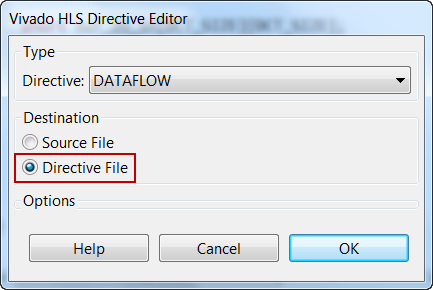 Vivado HLS Directive Editor
Type
Directive: DATAFLOW
Destination
Source File
Directive File
Options
Help Cancel OK